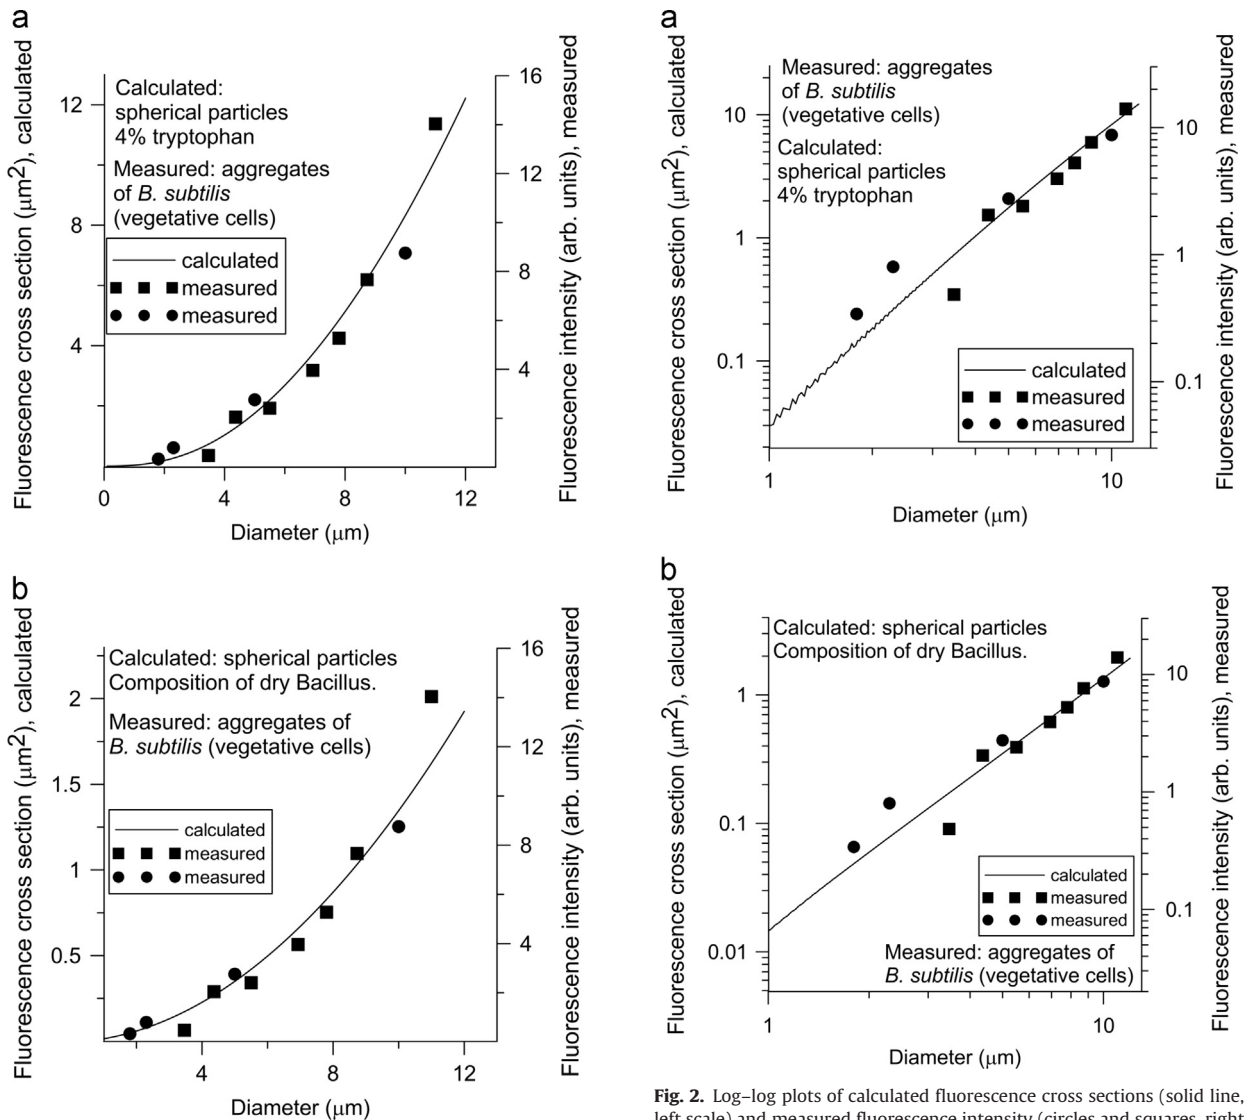 a
Fluorescence cross section (μm2), calculated
Fluorescence intensity (arb. units), measured
Calculated:
spherical particles
4% tryptophan
Measured: aggregates
of B. subtilis
(vegetative cells)
calculated
measured
measured
12
8
4
16
12
8
4
0
4
8
12
Diameter (μm)
b
Fluorescence cross section (μm2), calculated
Fluorescence intensity (arb. units), measured
Calculated: spherical particles
Composition of dry Bacillus.
Measured: aggregates of
B. subtilis (vegetative cells)
calculated
measured
measured
2
1.5
1
0.5
16
12
8
4
4
8
12
Diameter (μm)
a
Fluorescence cross section (μm2), calculated
Fluorescence intensity (arb. units), measured
Measured: aggregates
of B. subtilis
(vegetative cells)
Calculated:
spherical particles
4% tryptophan
calculated
measured
measured
10
1
0.1
10
1
0.1
1
10
Diameter (μm)
b
Fluorescence cross section (μm2), calculated
Fluorescence intensity (arb. units), measured
Calculated: spherical particles
Composition of dry Bacillus.
calculated
measured
measured
Measured: aggregates of
B. subtilis (vegetative cells)
1
0.1
0.01
10
1
0.1
1
10
Diameter (μm)
Fig. 2. Log–log plots of calculated fluorescence cross sections (solid line,
left scale) and measured fluorescence intensity (circles and squares, right